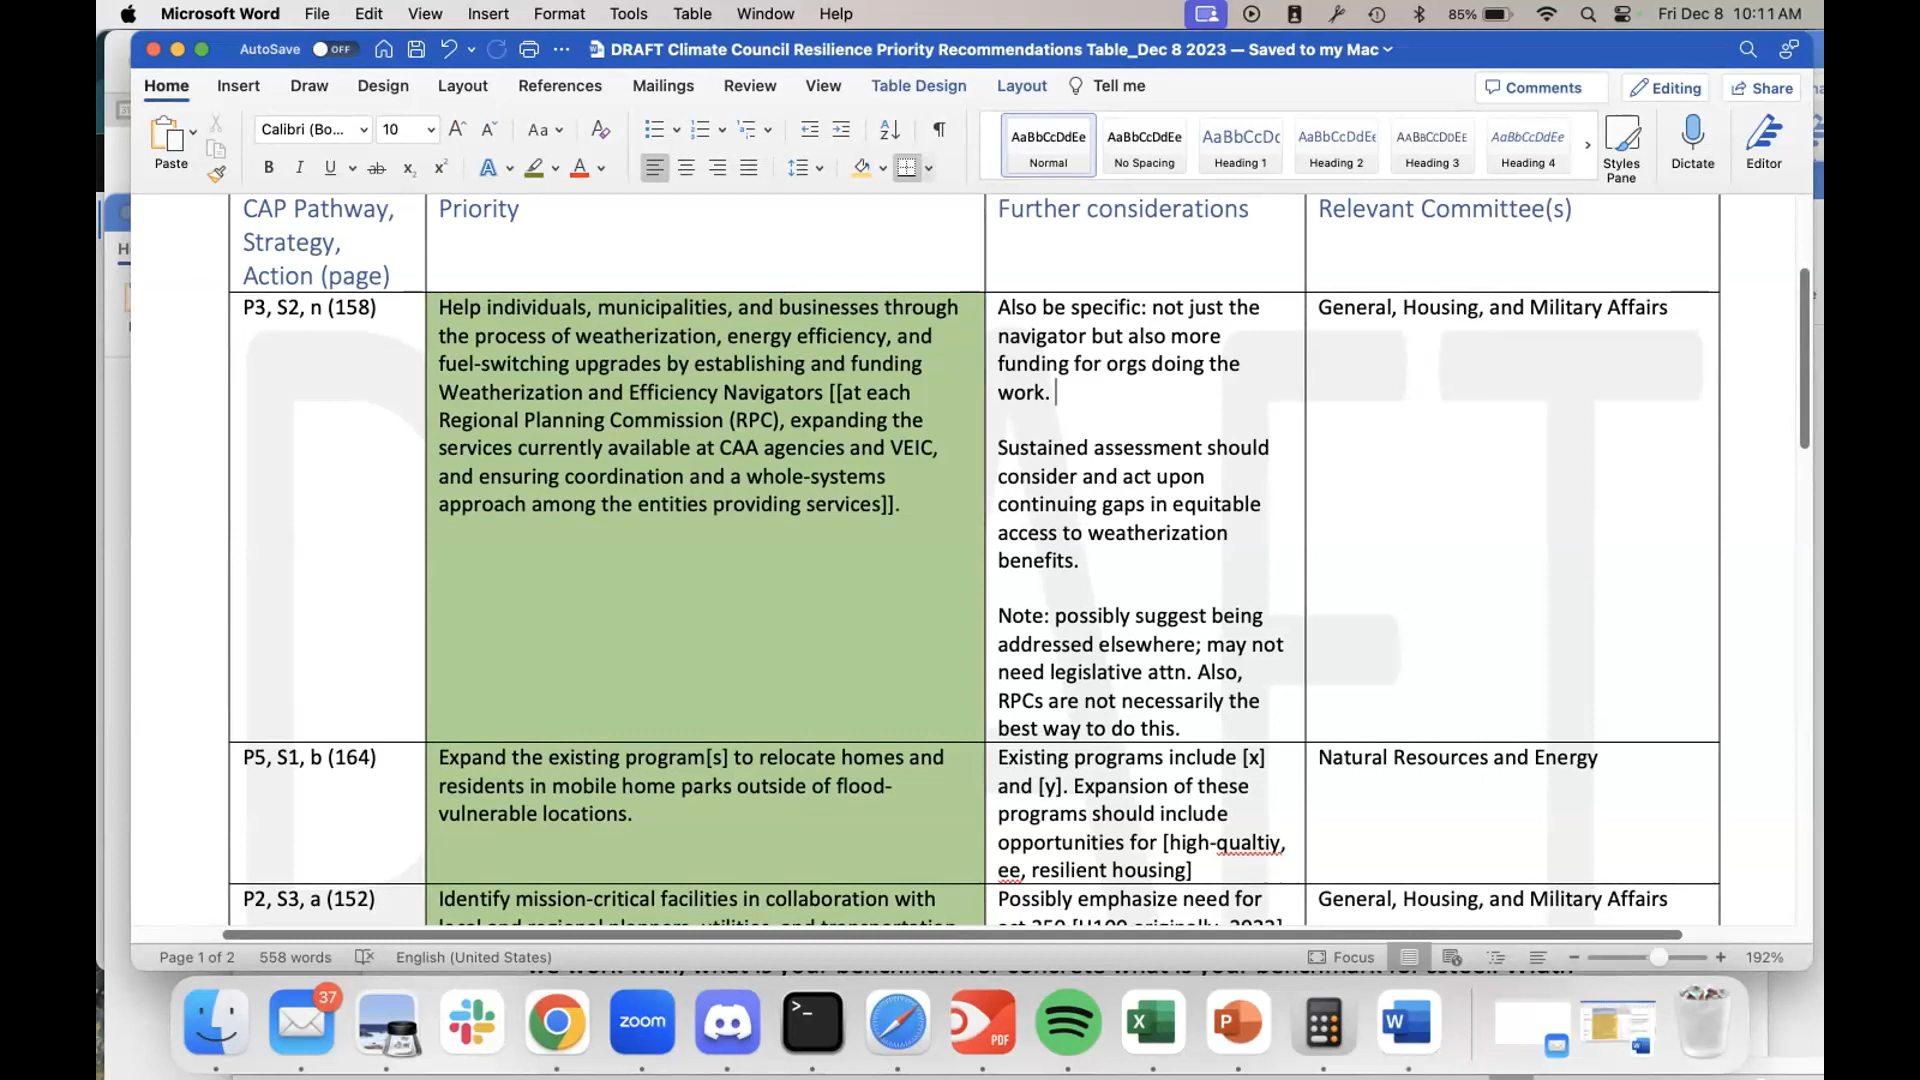 Microsoft Word File Edit View Insert Format Tools Table Window Help 85% Fri Dec 8 10:11 AM
AutoSave OFF DRAFT Climate Council Resilience Priority Recommendations Table_Dec 8 2023 — Saved to my Mac
Home Insert Draw Design Layout References Mailings Review View Table Design Layout Tell me Comments Editing Share
Paste Calibri (Bo... 10 Aa
AaBbCcDdEe AaBbCcDdEe AaBbCcDc AaBbCcDdEe AaBbCcDdEe AaBbCcDdEe
Normal No Spacing Heading 1 Heading 2 Heading 3 Heading 4 Styles Pane Dictate Editor
B I U ab x₂ x² A A
CAP Pathway,
Strategy,
Action (page)
Priority
Further considerations
Relevant Committee(s)
P3, S2, n (158)
Help individuals, municipalities, and businesses through
the process of weatherization, energy efficiency, and
fuel-switching upgrades by establishing and funding
Weatherization and Efficiency Navigators [[at each
Regional Planning Commission (RPC), expanding the
services currently available at CAA agencies and VEIC,
and ensuring coordination and a whole-systems
approach among the entities providing services]].
Also be specific: not just the
navigator but also more
funding for orgs doing the
work.
Sustained assessment should
consider and act upon
continuing gaps in equitable
access to weatherization
benefits.
Note: possibly suggest being
addressed elsewhere; may not
need legislative attn. Also,
RPCs are not necessarily the
best way to do this.
General, Housing, and Military Affairs
P5, S1, b (164)
Expand the existing program[s] to relocate homes and
residents in mobile home parks outside of flood-
vulnerable locations.
Existing programs include [x]
and [y]. Expansion of these
programs should include
opportunities for [high-qualtiy,
ee, resilient housing]
Natural Resources and Energy
P2, S3, a (152)
Identify mission-critical facilities in collaboration with
Possibly emphasize need for
General, Housing, and Military Affairs
DRAFT
Page 1 of 2 558 words English (United States) Focus 192%
37
zoom
PDF
X
P
W